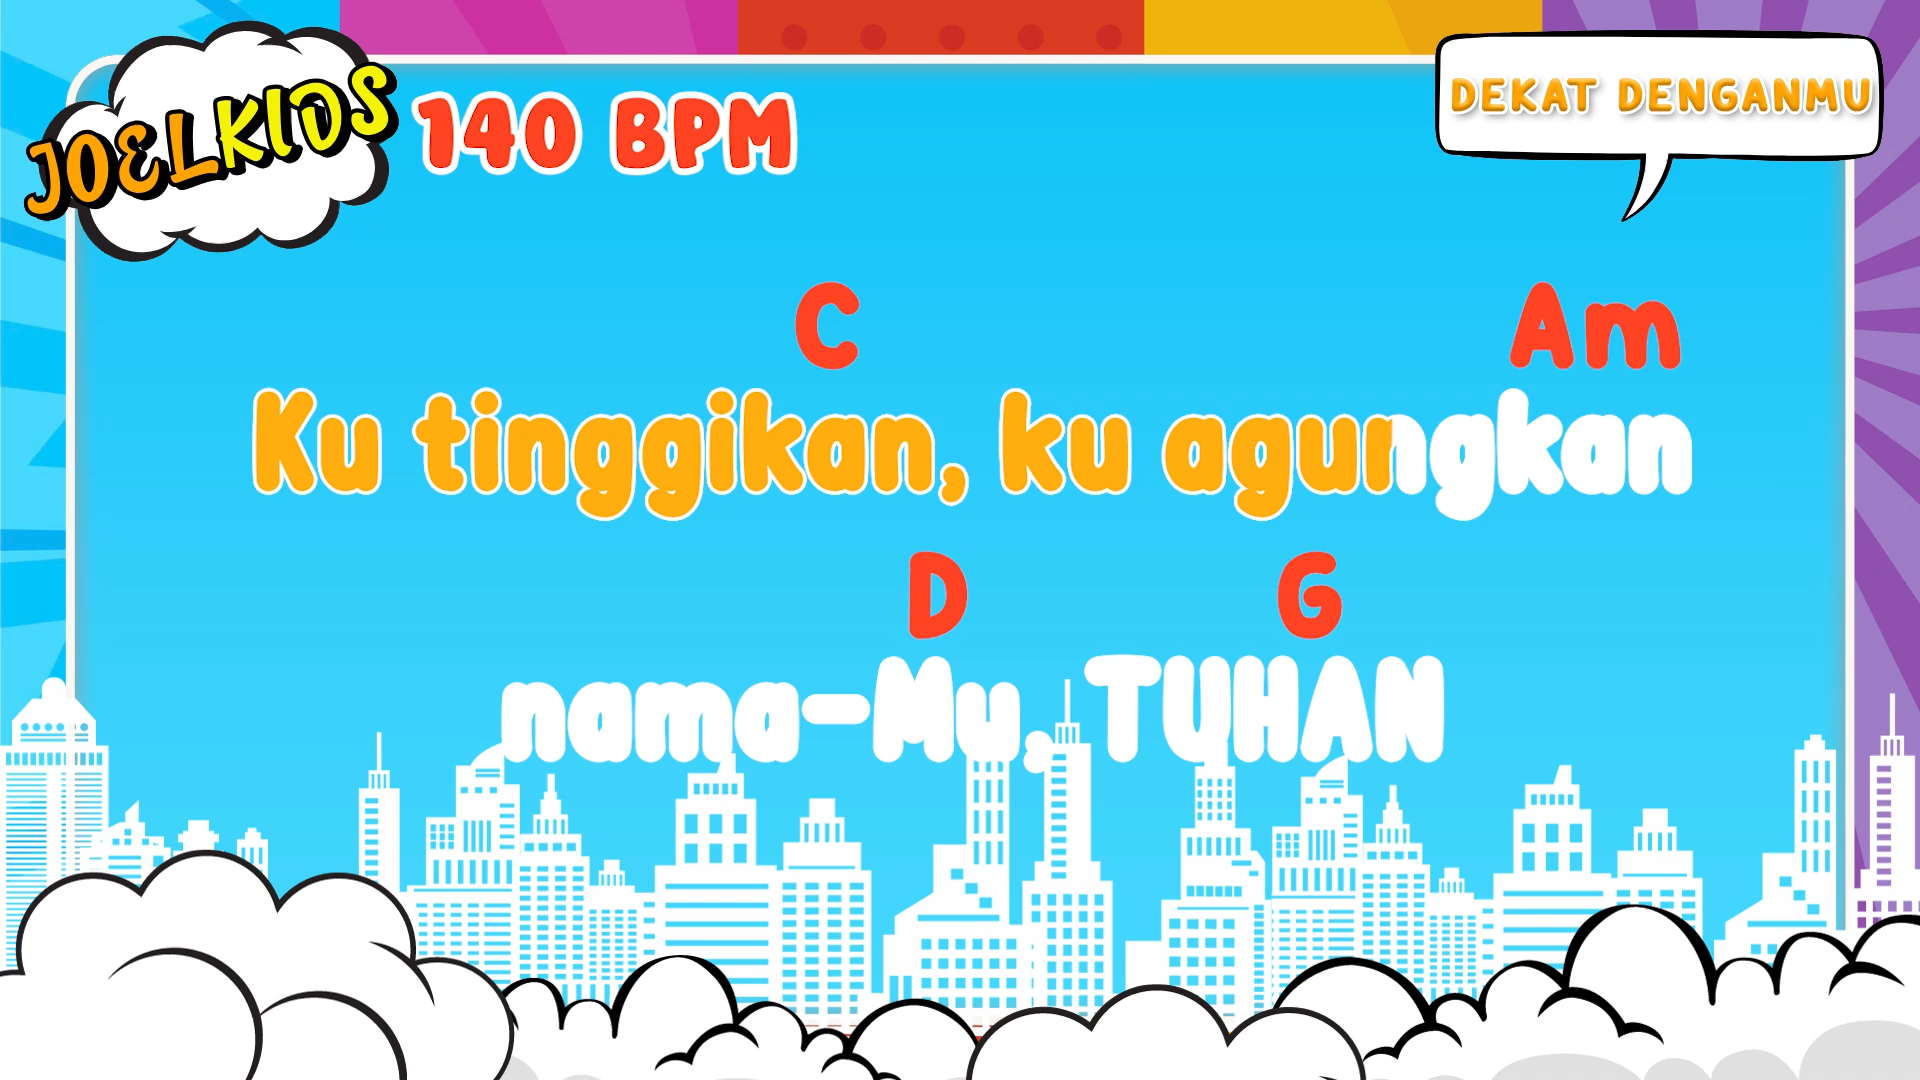 JOELKIDS
140 BPM
DEKAT DENGANMU
C Am
Ku tinggikan, ku agungkan
D G
nama-Mu, TUHAN